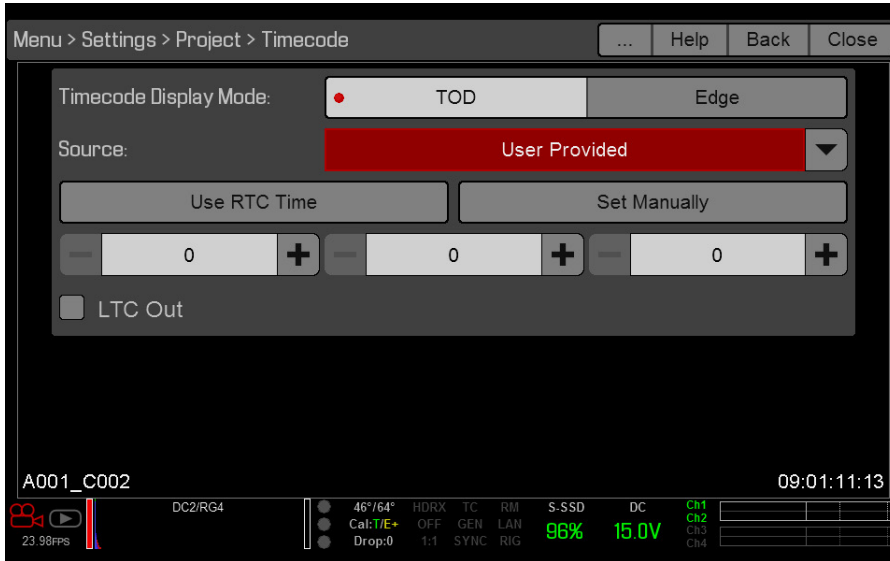 Menu > Settings > Project > Timecode ... Help Back Close
Timecode Display Mode: TOD Edge
Source: User Provided
Use RTC Time Set Manually
0 0 0
LTC Out
A001_C002 09:01:11:13
DC2/RG4 46°/64° HDRX TC RM S-SSD DC Ch1
Cal:T/E+ OFF GEN LAN 96% 15.0V Ch2
23.98FPS Drop:0 1:1 SYNC RIG Ch3
Ch4